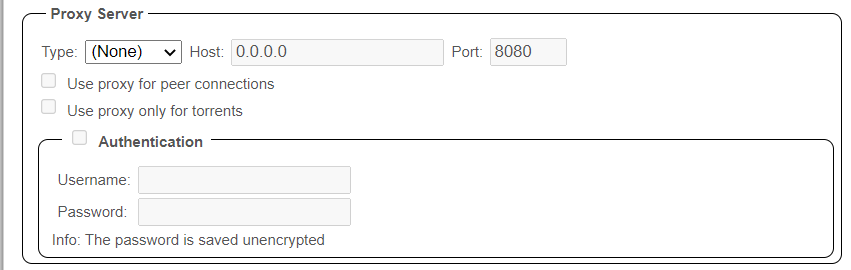 Proxy Server
Type: (None) Host: 0.0.0.0 Port: 8080
Use proxy for peer connections
Use proxy only for torrents
Authentication
Username:
Password:
Info: The password is saved unencrypted